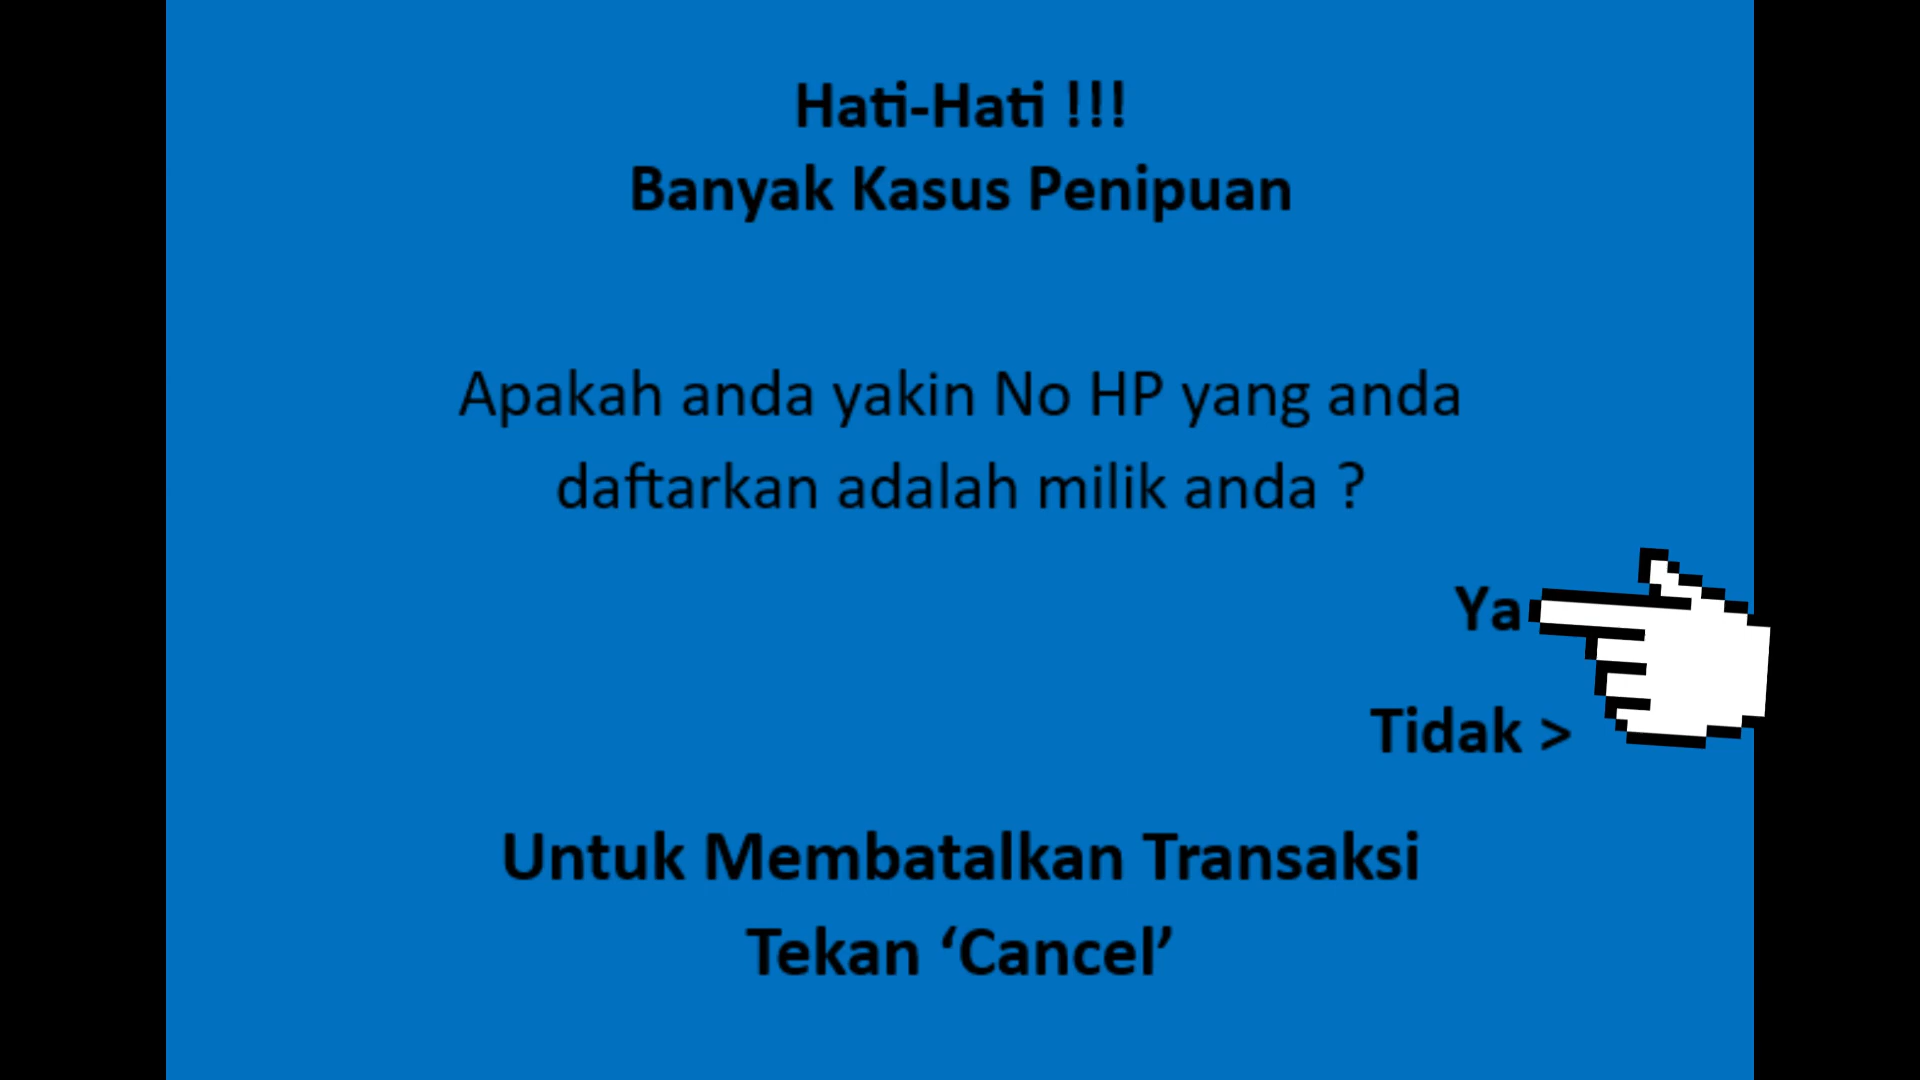 Hati-Hati !!!
Banyak Kasus Penipuan
Apakah anda yakin No HP yang anda
daftarkan adalah milik anda ?
Ya
Tidak >
Untuk Membatalkan Transaksi
Tekan ‘Cancel’